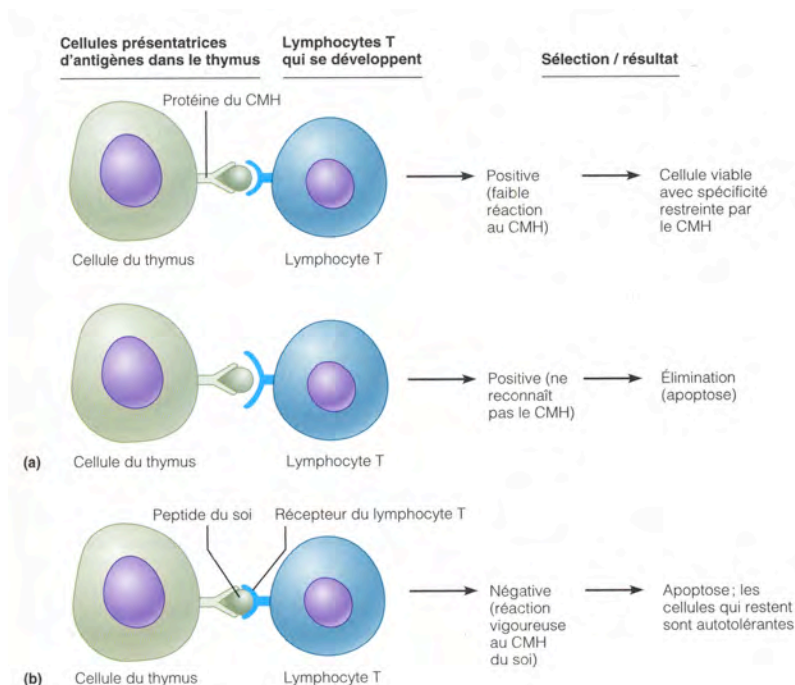 Cellules présentatrices
d'antigènes dans le thymus
Lymphocytes T
qui se développent
Sélection / résultat
Protéine du CMH
Positive
(faible
réaction
au CMH)
Cellule viable
avec spécificité
restreinte par
le CMH
Cellule du thymus
Lymphocyte T
Positive (ne
reconnaît
pas le CMH)
Élimination
(apoptose)
(a)
Cellule du thymus
Lymphocyte T
Peptide du soi
Récepteur du lymphocyte T
Négative
(réaction
vigoureuse
au CMH
du soi)
Apoptose ; les
cellules qui restent
sont autotolérantes
(b)
Cellule du thymus
Lymphocyte T